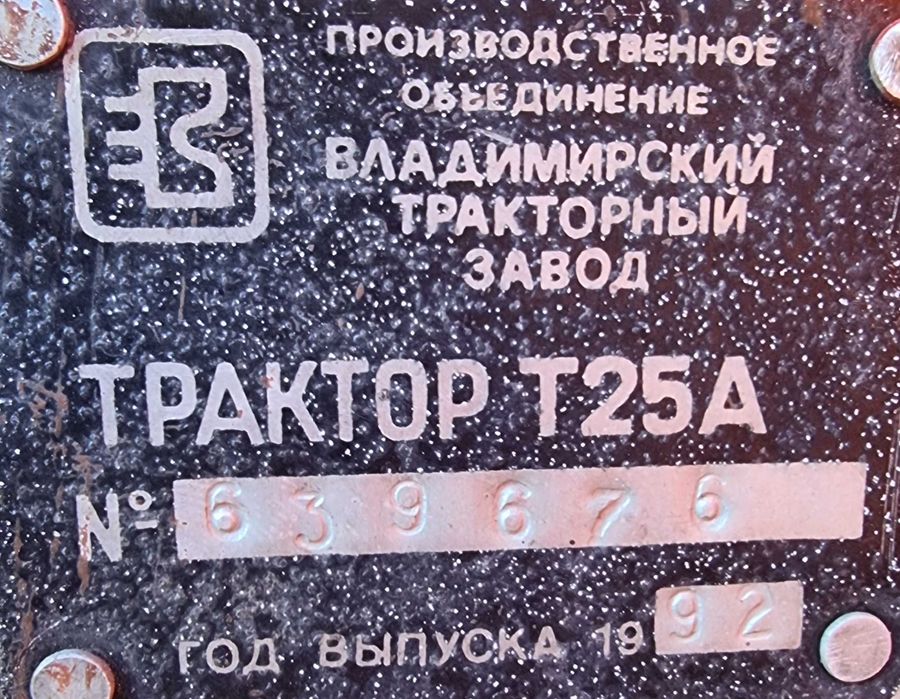 ПРОИЗВОДСТВЕННОЕ
ОБЪЕДИНЕНИЕ
ВЛАДИМИРСКИЙ
ТРАКТОРНЫЙ
ЗАВОД
ТРАКТОР Т25А
№ 639676
ГОД ВЫПУСКА 1992